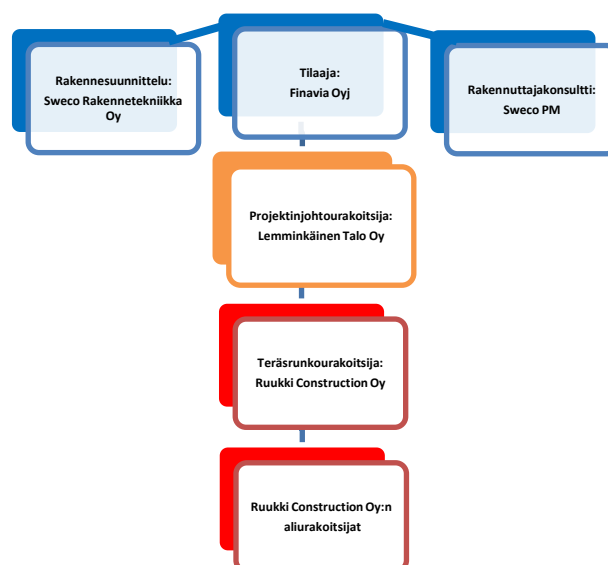 Rakennesuunnittelu:
Sweco Rakennetekniikka
Oy
Tilaaja:
Finavia Oyj
Rakennuttajakonsultti:
Sweco PM
Projektinjohtourakoitsija:
Lemminkäinen Talo Oy
Teräsrunkourakoitsija:
Ruukki Construction Oy
Ruukki Construction Oy:n
aliurakoitsijat